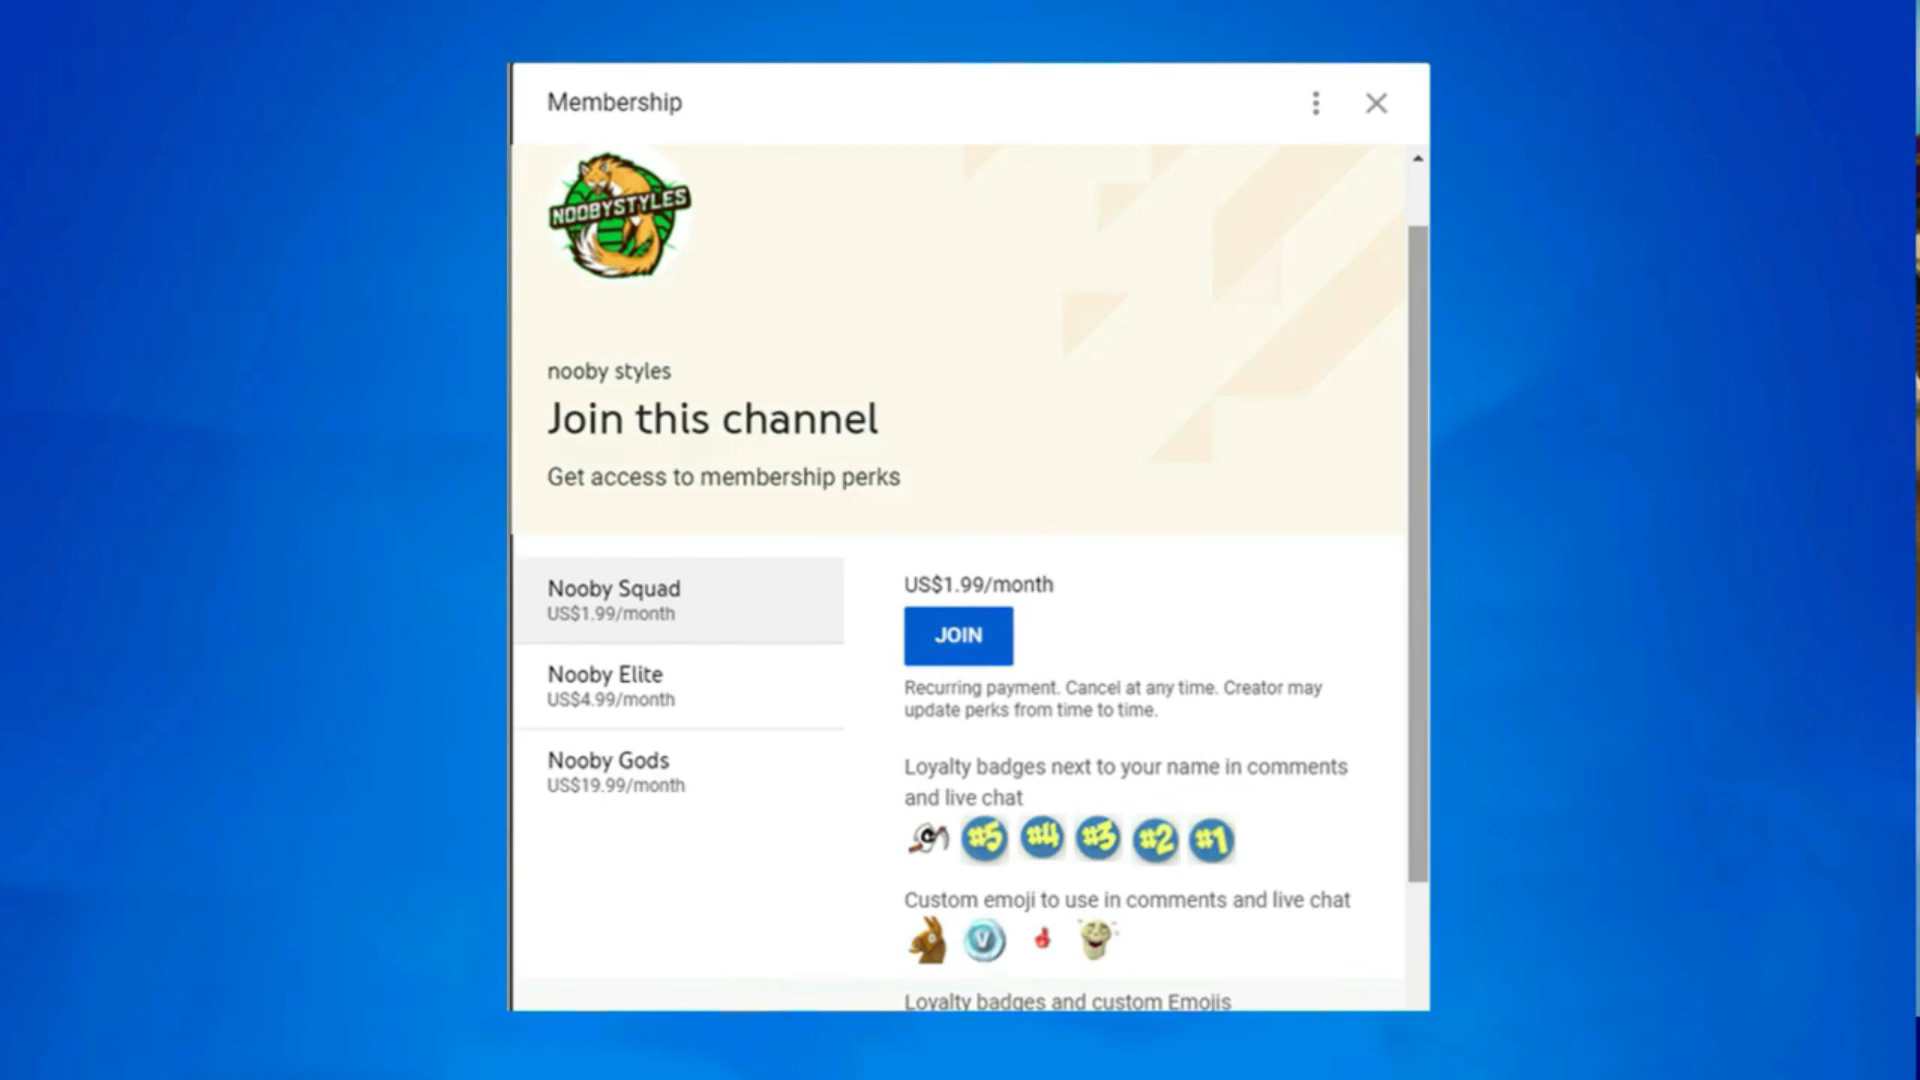 Membership
NOOBYSTYLES
nooby styles
Join this channel
Get access to membership perks
Nooby Squad
US$1.99/month
Nooby Elite
US$4.99/month
Nooby Gods
US$19.99/month
US$1.99/month
JOIN
Recurring payment. Cancel at any time. Creator may
update perks from time to time.
Loyalty badges next to your name in comments
and live chat
#5 #4 #3 #2 #1
Custom emoji to use in comments and live chat
V
Loyalty badges and custom Emojis